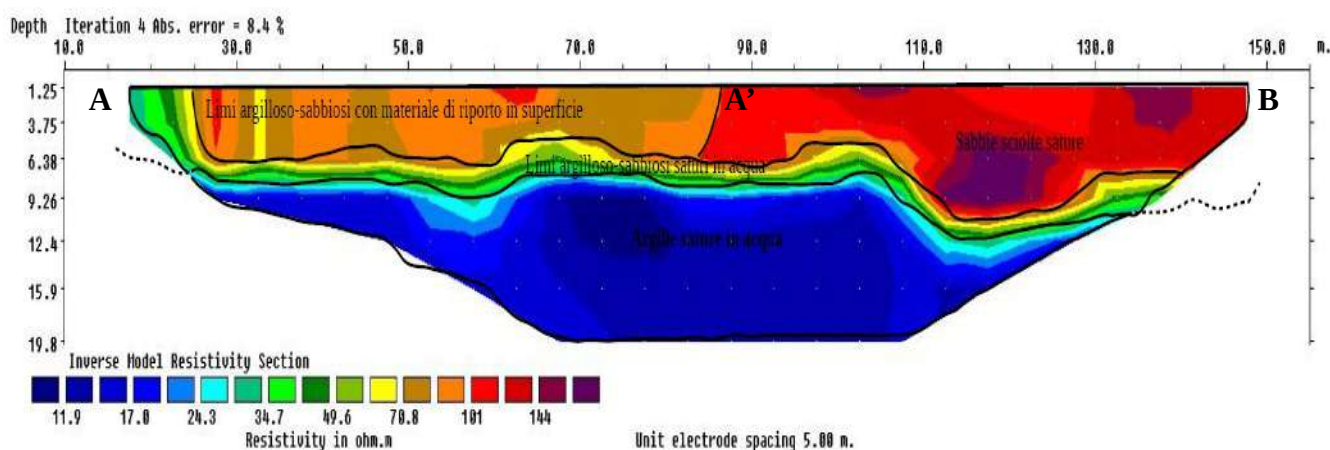 Depth Iteration 4 Abs. error = 8.4 %
10.0 30.0 50.0 70.0 90.0 110.0 130.0 150.0 m.
A A' B
1.25
Limi argilloso-sabbiosi con materiale di riporto in superficie
3.75
Sabbie sciolte sature
6.38
Limi argilloso-sabbiosi saturi in acqua
9.26
12.4
Argille sature in acqua
15.9
19.8
Inverse Model Resistivity Section
11.9 17.0 24.3 34.7 49.6 70.8 101 144
Resistivity in ohm.m Unit electrode spacing 5.00 m.